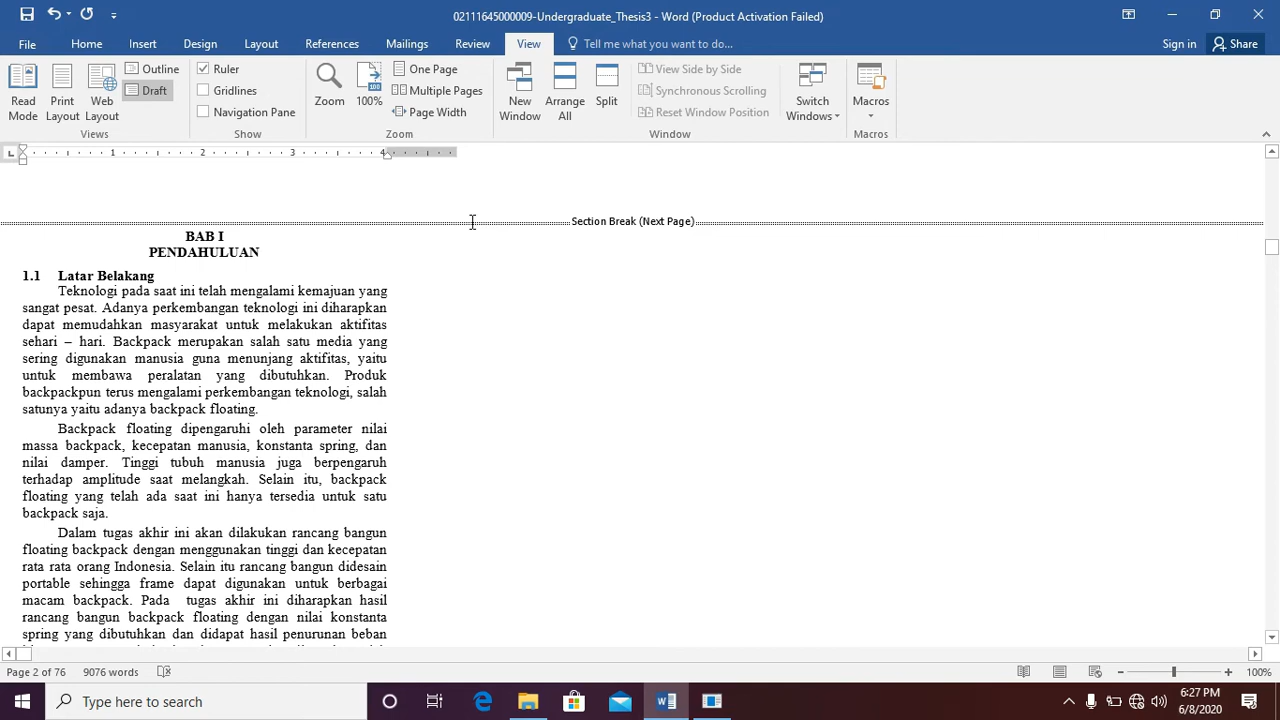 02111645000009-Undergraduate_Thesis3 - Word (Product Activation Failed)
File Home Insert Design Layout References Mailings Review View Tell me what you want to do... Sign in Share
Read Mode
Print Layout
Web Layout
Outline
Draft
Views
Ruler
Gridlines
Navigation Pane
Show
Zoom
100
100%
One Page
Multiple Pages
Page Width
Zoom
New Window
Arrange All
Split
View Side by Side
Synchronous Scrolling
Reset Window Position
Window
Switch Windows
Macros
Macros
1 2 3 4
Section Break (Next Page)
BAB I
PENDAHULUAN
1.1 Latar Belakang
Teknologi pada saat ini telah mengalami kemajuan yang
sangat pesat. Adanya perkembangan teknologi ini diharapkan
dapat memudahkan masyarakat untuk melakukan aktifitas
sehari – hari. Backpack merupakan salah satu media yang
sering digunakan manusia guna menunjang aktifitas, yaitu
untuk membawa peralatan yang dibutuhkan. Produk
backpackpun terus mengalami perkembangan teknologi, salah
satunya yaitu adanya backpack floating.
Backpack floating dipengaruhi oleh parameter nilai
massa backpack, kecepatan manusia, konstanta spring, dan
nilai damper. Tinggi tubuh manusia juga berpengaruh
terhadap amplitude saat melangkah. Selain itu, backpack
floating yang telah ada saat ini hanya tersedia untuk satu
backpack saja.
Dalam tugas akhir ini akan dilakukan rancang bangun
floating backpack dengan menggunakan tinggi dan kecepatan
rata rata orang Indonesia. Selain itu rancang bangun didesain
portable sehingga frame dapat digunakan untuk berbagai
macam backpack. Pada tugas akhir ini diharapkan hasil
rancang bangun backpack floating dengan nilai konstanta
spring yang dibutuhkan dan didapat hasil penurunan beban
Page 2 of 76 9076 words 100%
Type here to search
6:27 PM
6/8/2020